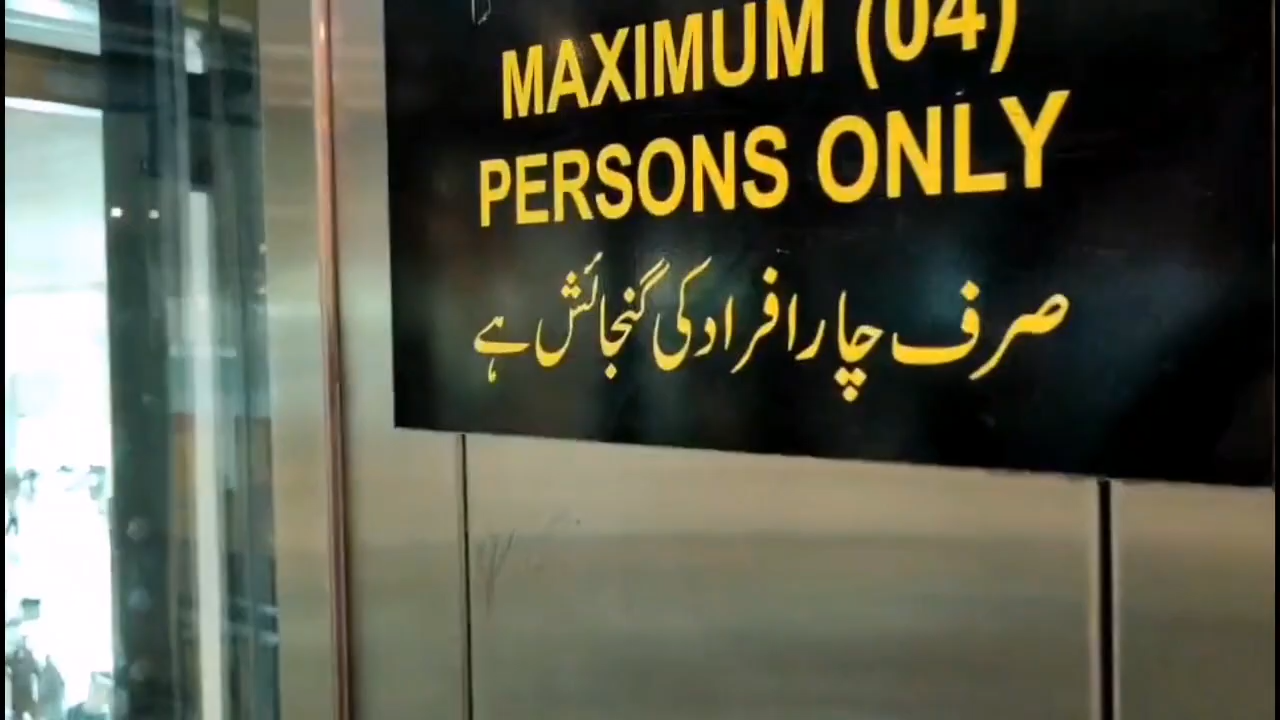 MAXIMUM (04)
PERSONS ONLY
صرف چار افراد کی گنجائش ہے